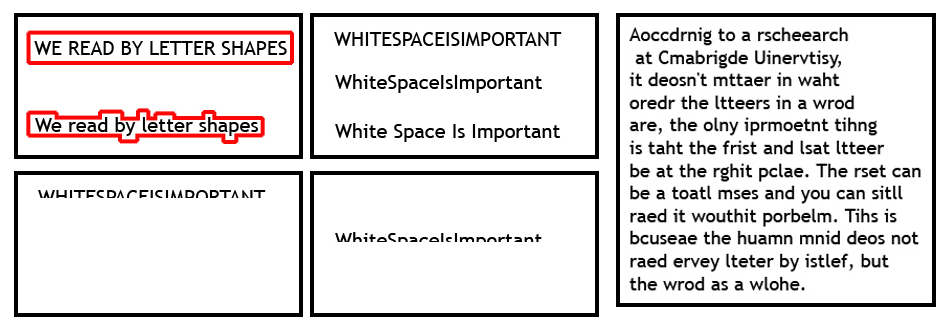 WE READ BY LETTER SHAPES
We read by letter shapes
WHITESPACEISIMPORTANT
WhiteSpaceIsImportant
White Space Is Important
WHITESPACEISIMPORTANT
WhiteSpaceIsImportant
Aoccdrnig to a rscheearch
at Cmabrigde Uinervtisy,
it deosn't mttaer in waht
oredr the ltteers in a wrod
are, the olny iprmoetnt tihng
is taht the frist and lsat ltteer
be at the rghit pclae. The rset can
be a toatl mses and you can sitll
raed it wouthit porbelm. Tihs is
bcuseae the huamn mnid deos not
raed ervey lteter by istlef, but
the wrod as a wlohe.